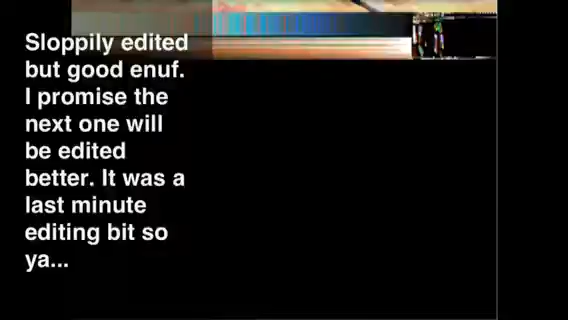 Sloppily edited
but good enuf.
I promise the
next one will
be edited
better. It was a
last minute
editing bit so
ya...